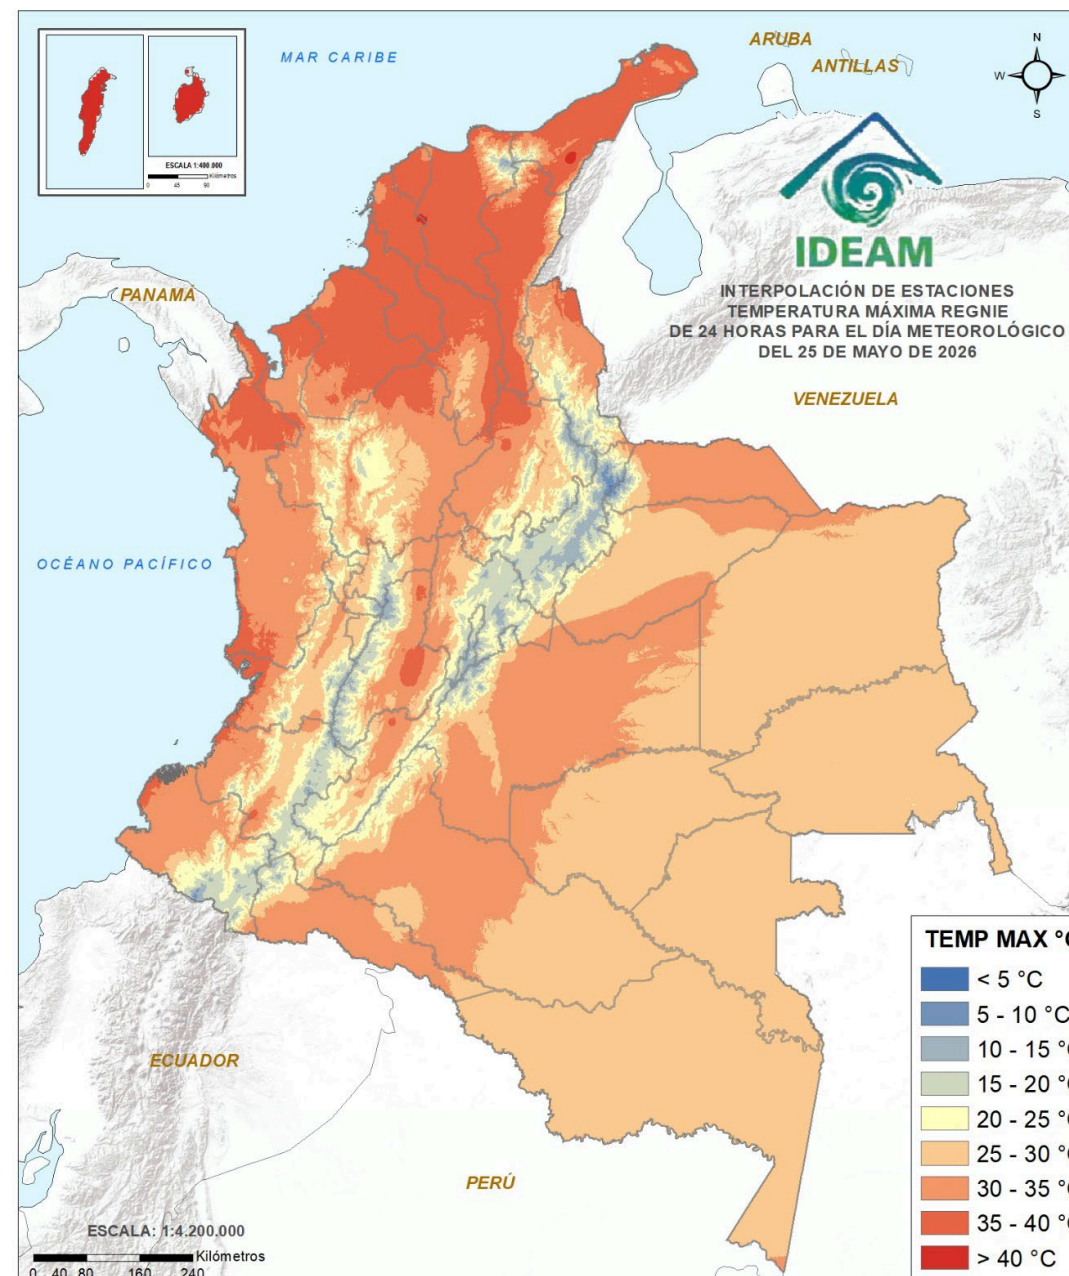 MAR CARIBE
ARUBA
ANTILLAS
N
W
S
ESCALA 1:400.000
Kilómetros
0 45 90
IDEAM
INTERPOLACIÓN DE ESTACIONES
TEMPERATURA MÁXIMA REGNIE
DE 24 HORAS PARA EL DÍA METEOROLÓGICO
DEL 25 DE MAYO DE 2026
PANAMÁ
VENEZUELA
OCÉANO PACÍFICO
ECUADOR
PERÚ
TEMP MAX °C
< 5 °C
5 - 10 °C
10 - 15 °C
15 - 20 °C
20 - 25 °C
25 - 30 °C
30 - 35 °C
35 - 40 °C
> 40 °C
ESCALA: 1:4.200.000
Kilómetros
0 40 80 160 240